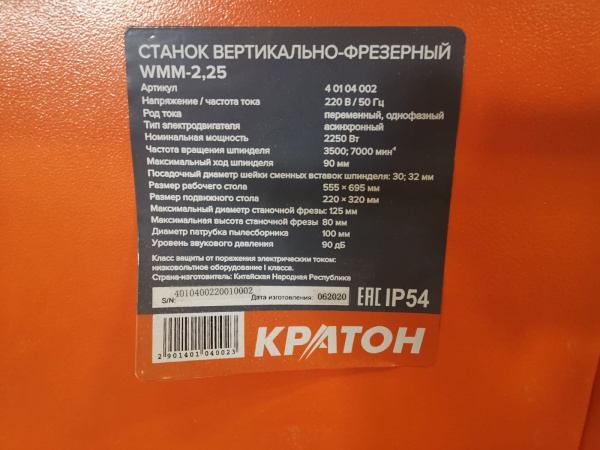 СТАНОК ВЕРТИКАЛЬНО-ФРЕЗЕРНЫЙ
WMM-2,25
Артикул 4 01 04 002
Напряжение / частота тока 220 В / 50 Гц
Род тока переменный, однофазный
Тип электродвигателя асинхронный
Номинальная мощность 2250 Вт
Частота вращения шпинделя 3500; 7000 мин⁻¹
Максимальный ход шпинделя 90 мм
Посадочный диаметр шейки сменных вставок шпинделя: 30; 32 мм
Размер рабочего стола 555 × 695 мм
Размер подвижного стола 220 × 320 мм
Максимальный диаметр станочной фрезы: 125 мм
Максимальная высота станочной фрезы 80 мм
Диаметр патрубка пылесборника 100 мм
Уровень звукового давления 90 дБ
Класс защиты от поражения электрическим током:
низковольтное оборудование I класса.
Страна-изготовитель: Китайская Народная Республика
S/N: 4010400220010002 Дата изготовления: 062020 EAC IP54
2 901401 040023
КРАТОН